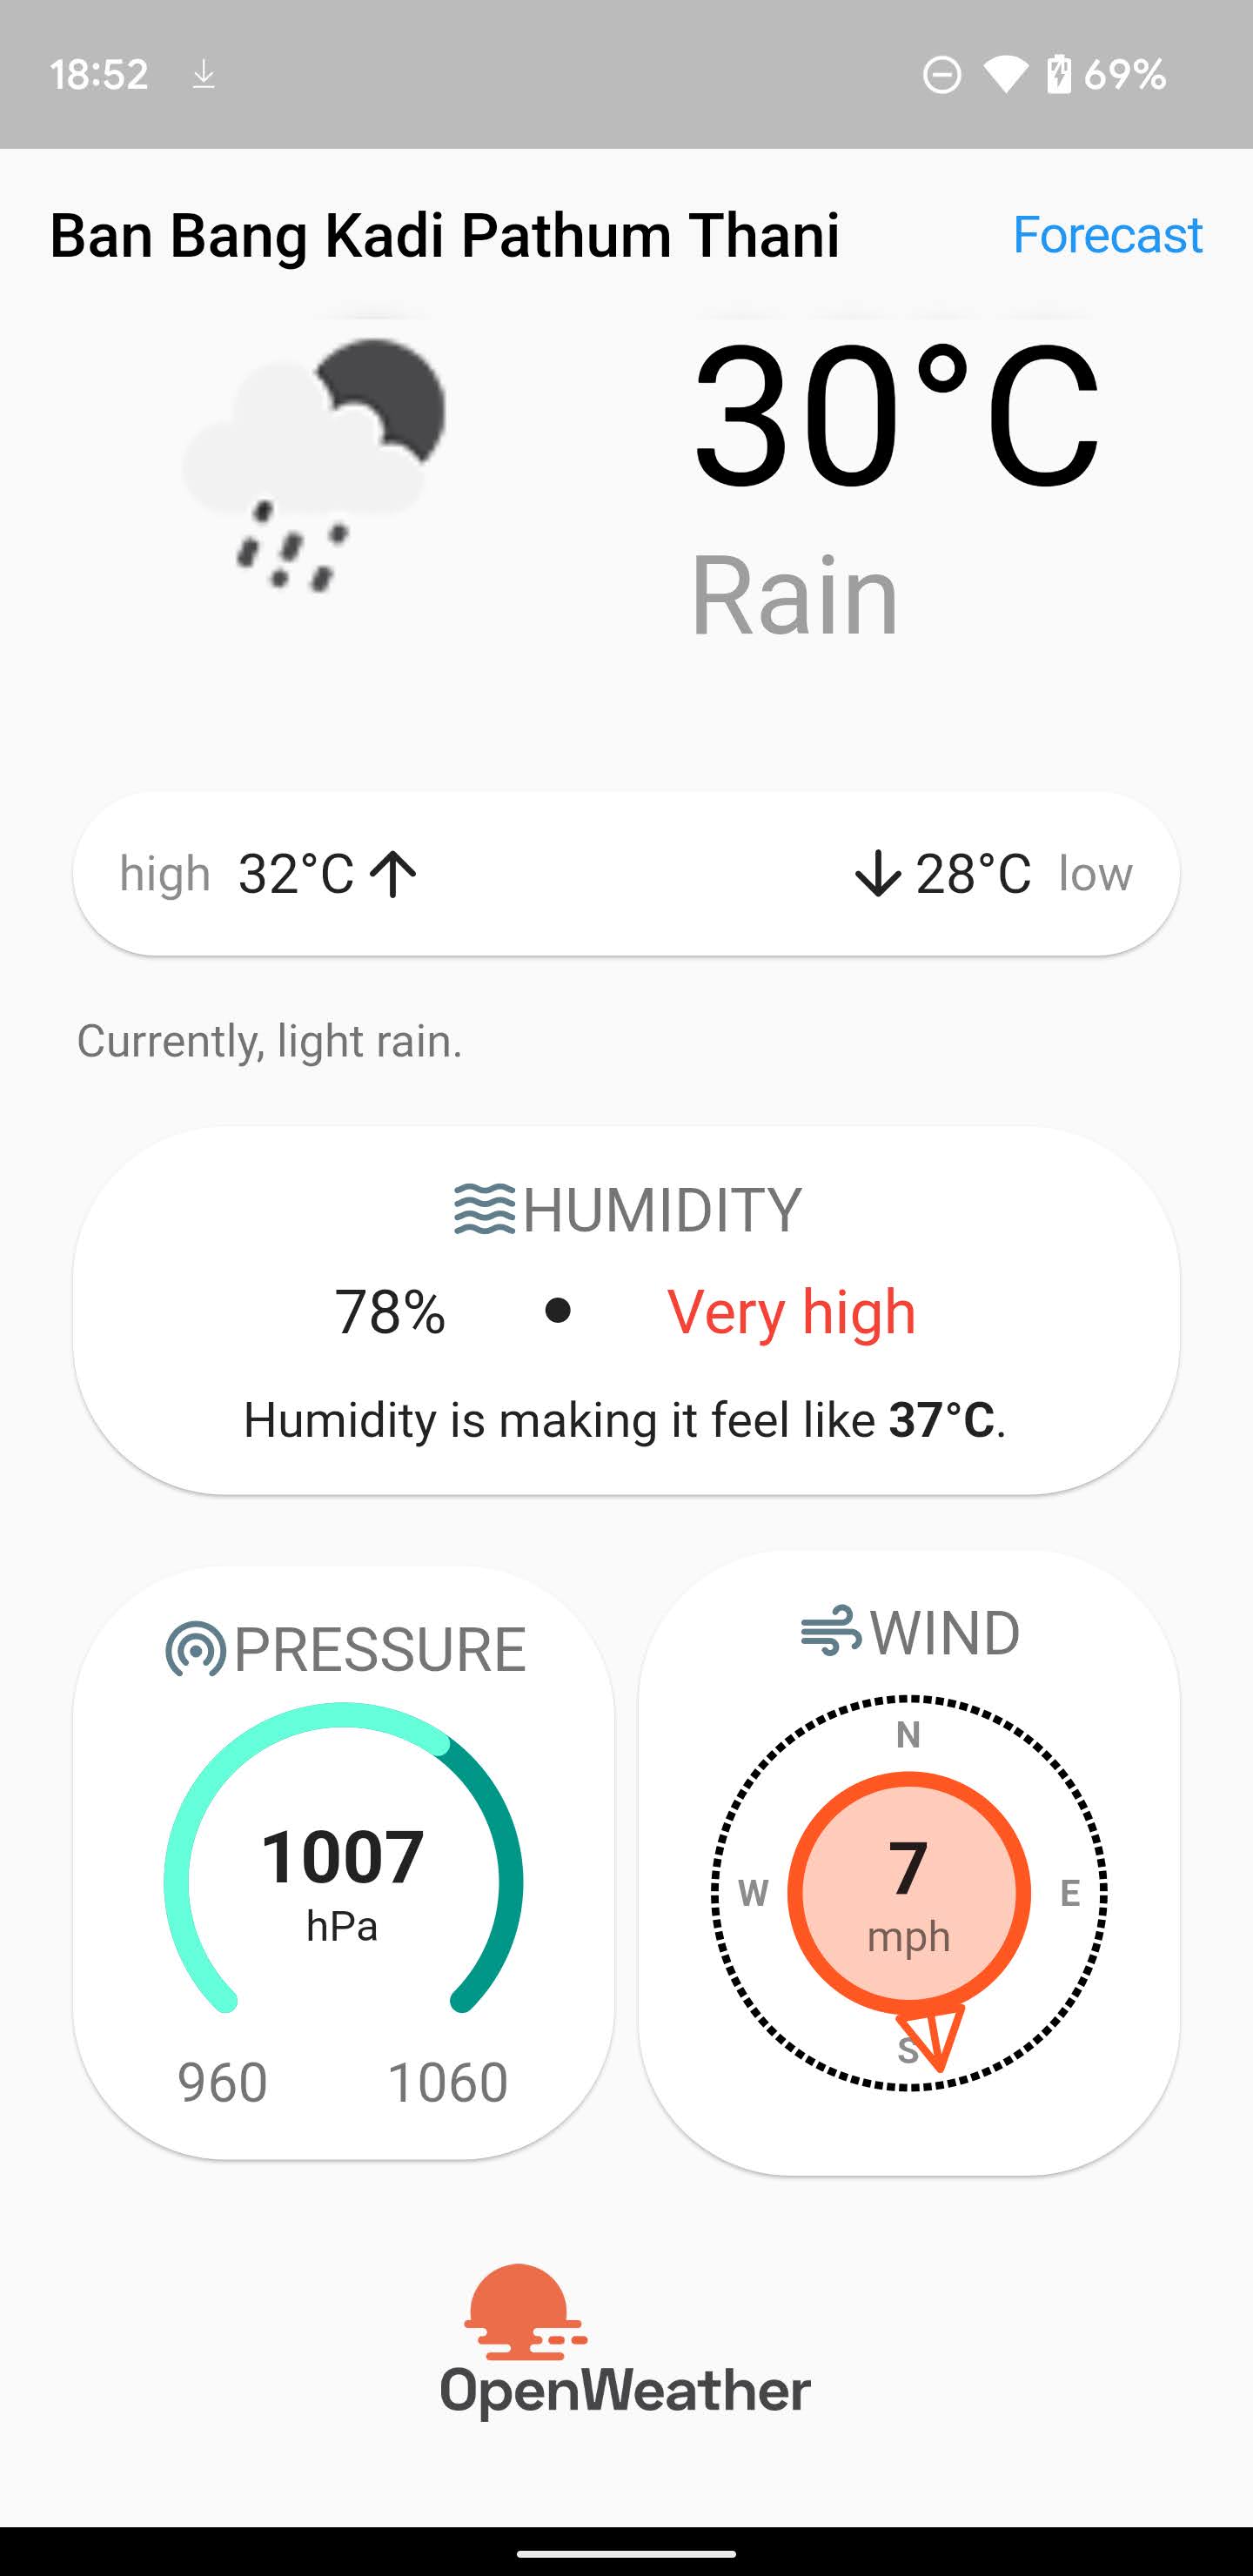 18:52 69%
Ban Bang Kadi Pathum Thani Forecast
30°C
Rain
high 32°C 28°C low
Currently, light rain.
HUMIDITY
78% • Very high
Humidity is making it feel like 37°C.
PRESSURE
1007
hPa
960 1060
WIND
N
7
W E
mph
S
OpenWeather